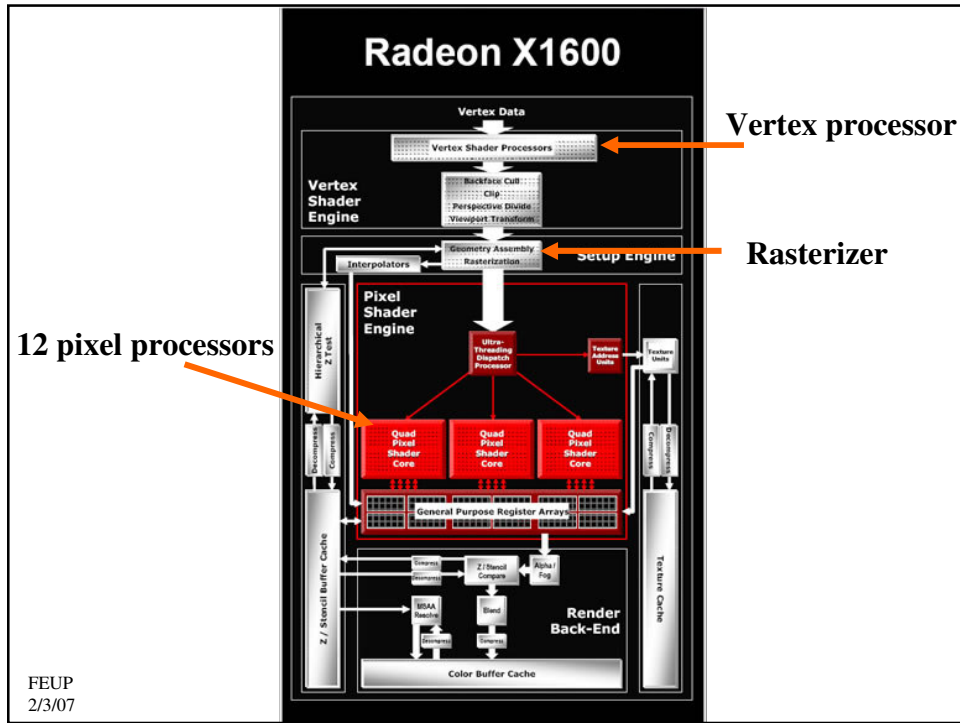 Radeon X1600
Vertex Data
Vertex processor
Vertex Shader Processors
Vertex
Shader
Engine
Backface Cull
Clip
Perspective Divide
Viewport Transform
Geometry Assembly
Rasterization
Setup Engine
Rasterizer
Interpolators
Pixel
Shader
Engine
12 pixel processors
Hierarchical
Z Test
Ultra-
Threading
Dispatch
Processor
Texture
Address
Units
Texture
Units
Decompress
Compress
Quad
Pixel
Shader
Core
Quad
Pixel
Shader
Core
Quad
Pixel
Shader
Core
Compress
Decompress
General Purpose Register Arrays
Z / Stencil Buffer Cache
Compress
Decompress
Z / Stencil
Compare
Alpha /
Fog
Texture Cache
MSAA
Resolve
Blend
Render
Back-End
Decompress
Compress
Color Buffer Cache
FEUP
2/3/07